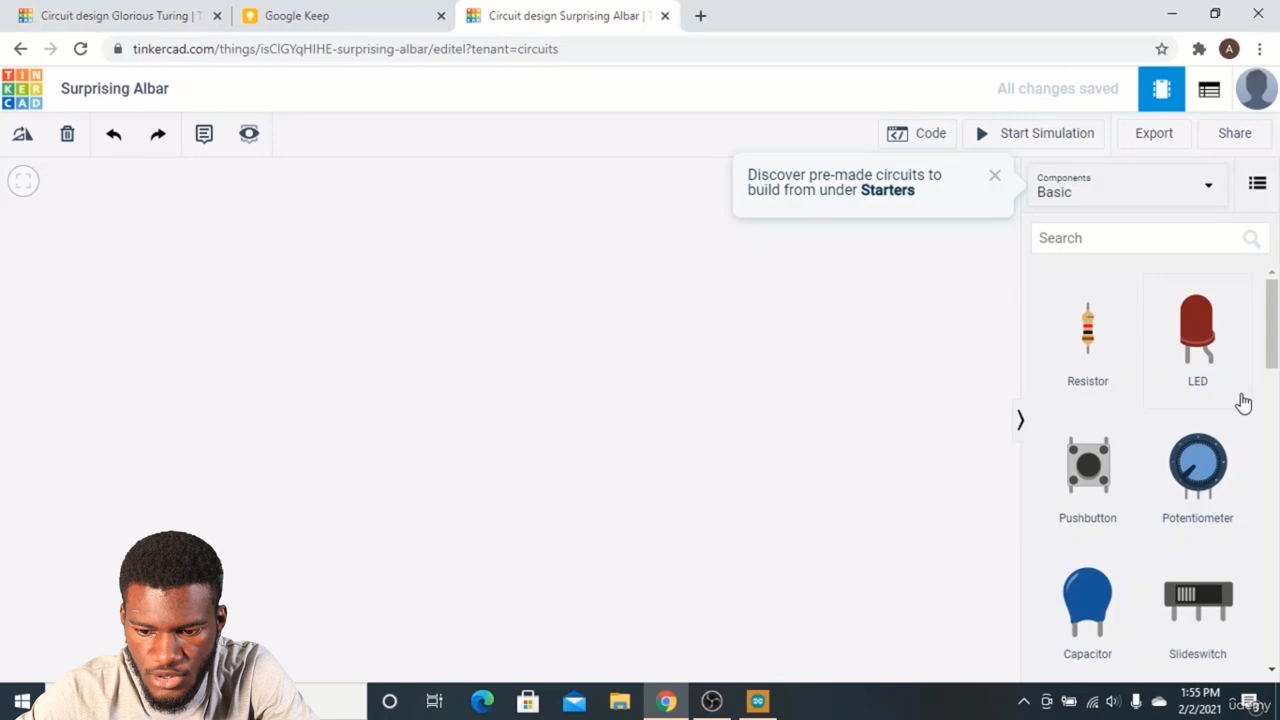 Circuit design Glorious Turing | T
Google Keep
Circuit design Surprising Albar | T
tinkercad.com/things/isClGYqHIHE-surprising-albar/editel?tenant=circuits
A
TIN
KER
CAD
Surprising Albar
All changes saved
Code
Start Simulation
Export
Share
Discover pre-made circuits to
build from under Starters
Components
Basic
Search
Resistor
LED
Pushbutton
Potentiometer
Capacitor
Slideswitch
1:55 PM
2/2/2021
udemy